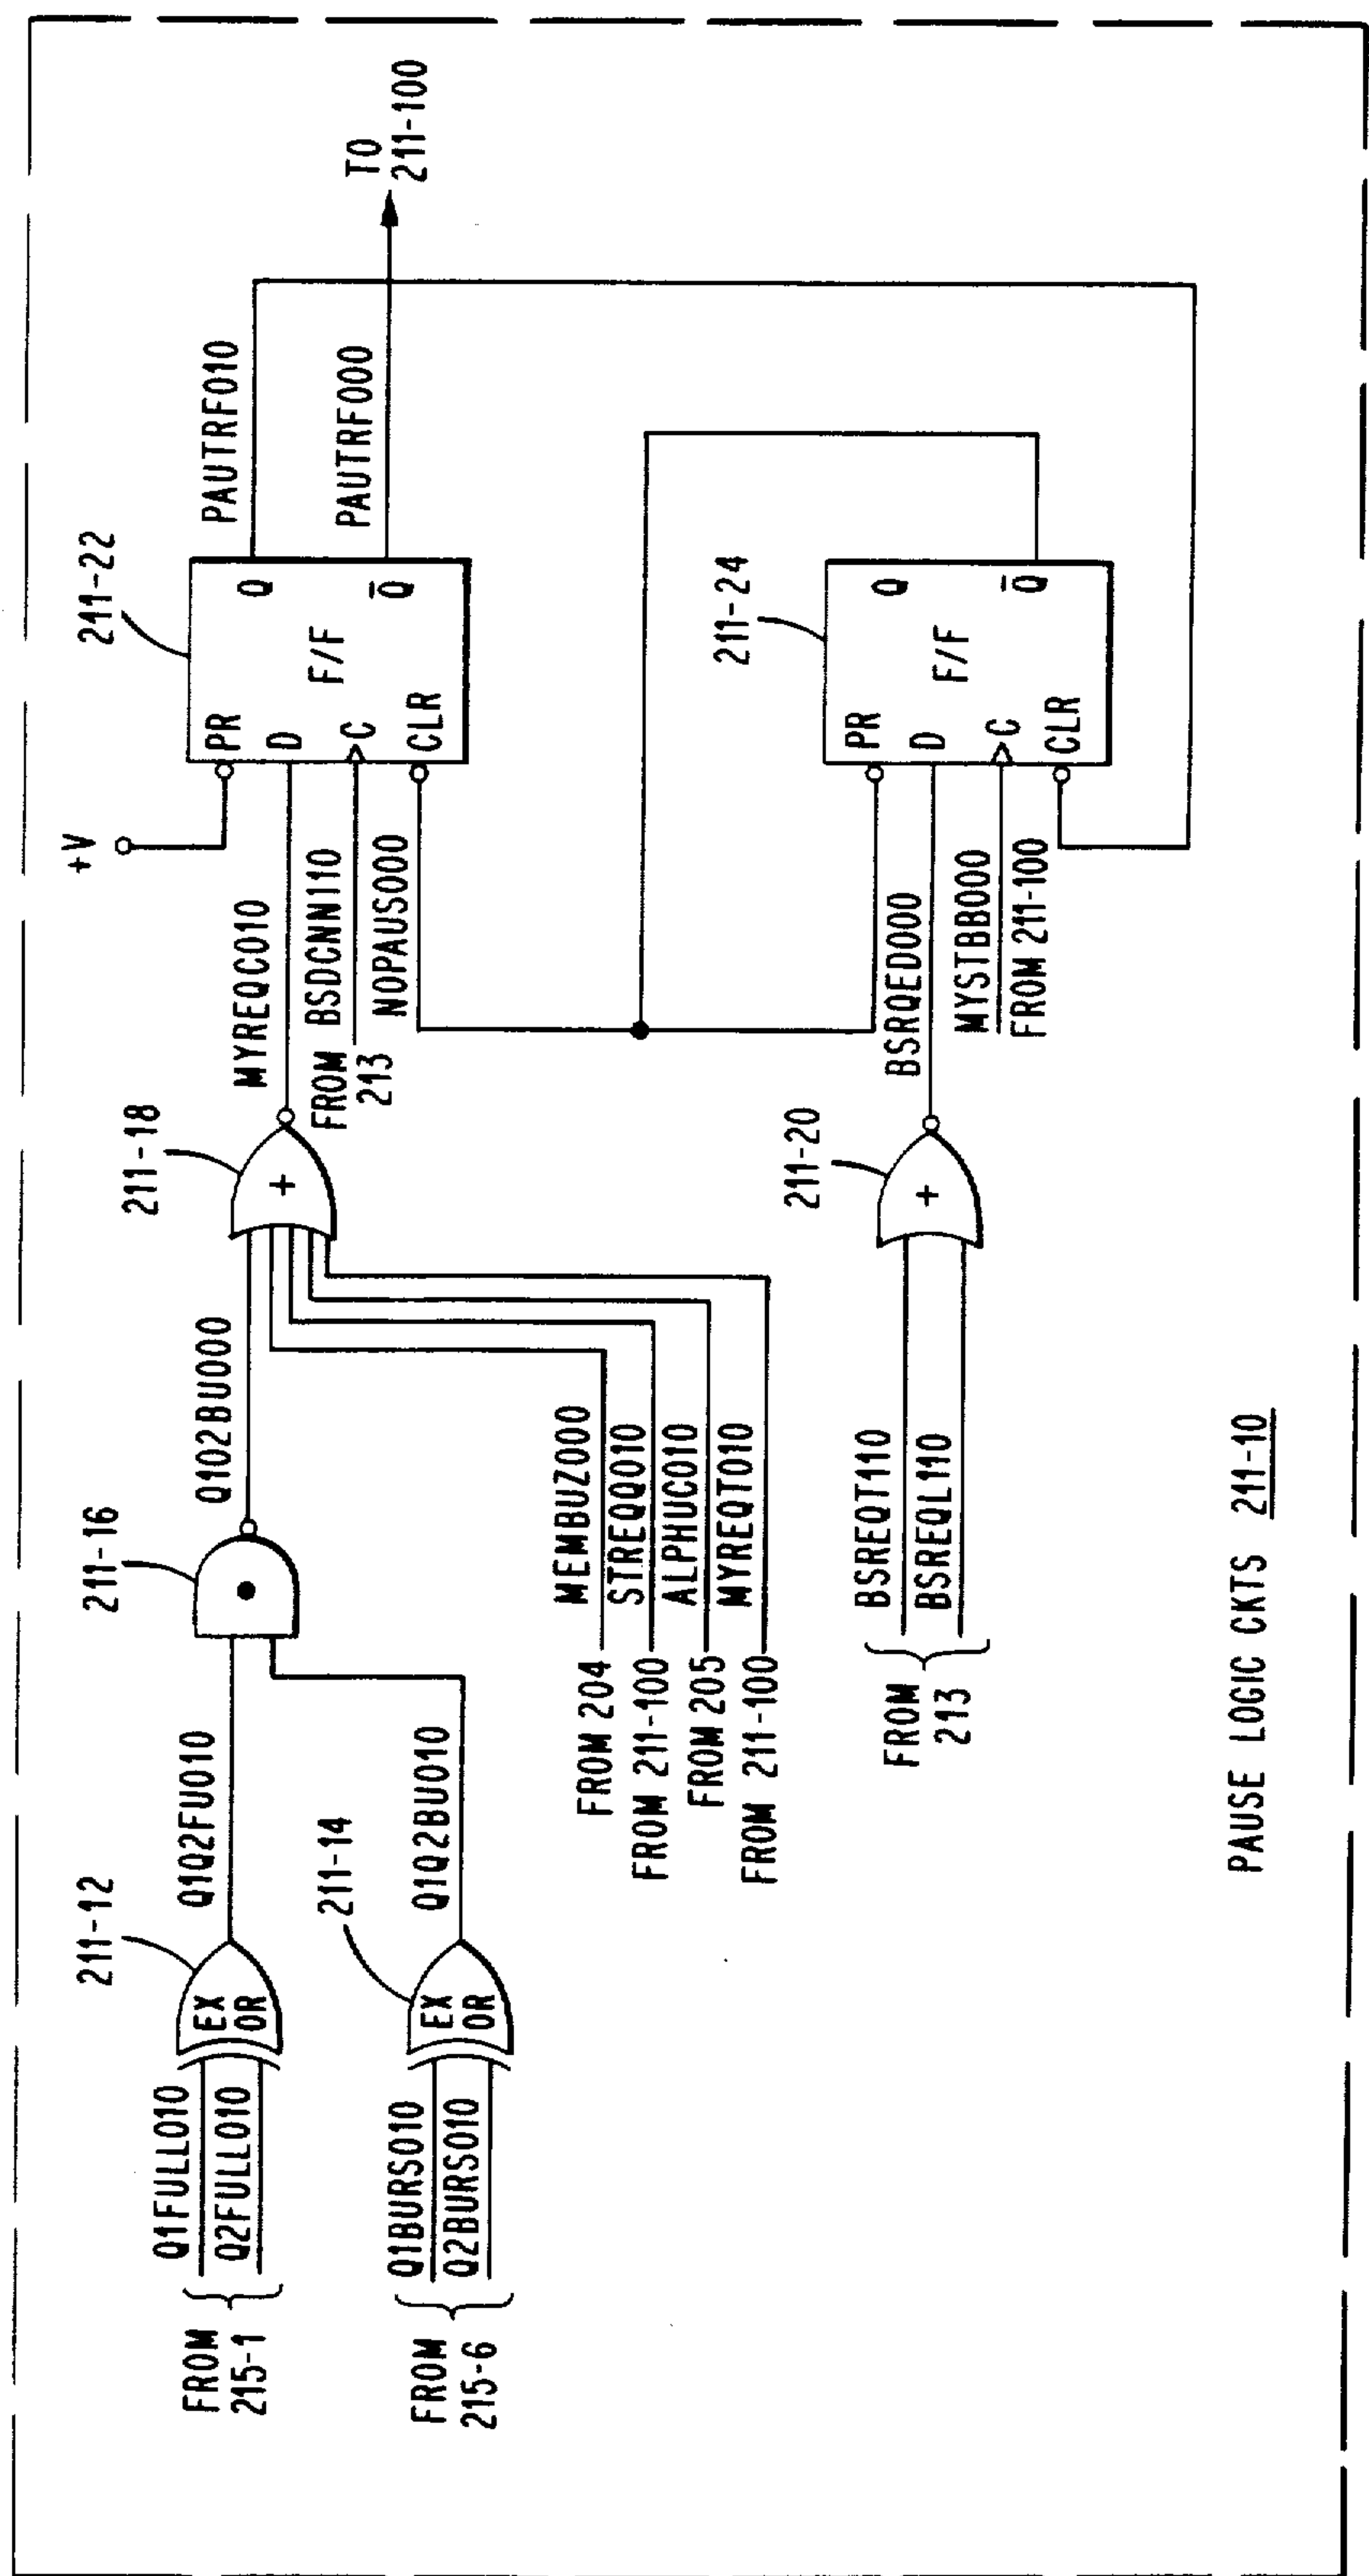 FROM
215-1
Q1FULL010
Q2FULL010
EX
OR
211-12
Q1Q2FU010
FROM
215-6
Q1BURS010
Q2BURS010
EX
OR
211-14
Q1Q2BU010
211-16
Q102BU000
FROM 204
MEMBUZ000
FROM 211-100
STREQQ010
FROM 205
ALPHUC010
FROM 211-100
MYREQT010
211-18
+
MYREQC010
FROM
213
BSDCNN110
NOPAUS000
+V
211-22
PR
D
C
CLR
F/F
Q
Q̅
PAUTRF010
PAUTRF000
TO
211-100
FROM
213
BSREQT110
BSREQL110
211-20
+
BSRQED000
MYSTBB000
FROM 211-100
211-24
PR
D
C
CLR
F/F
Q
Q̅
PAUSE LOGIC CKTS 211-10